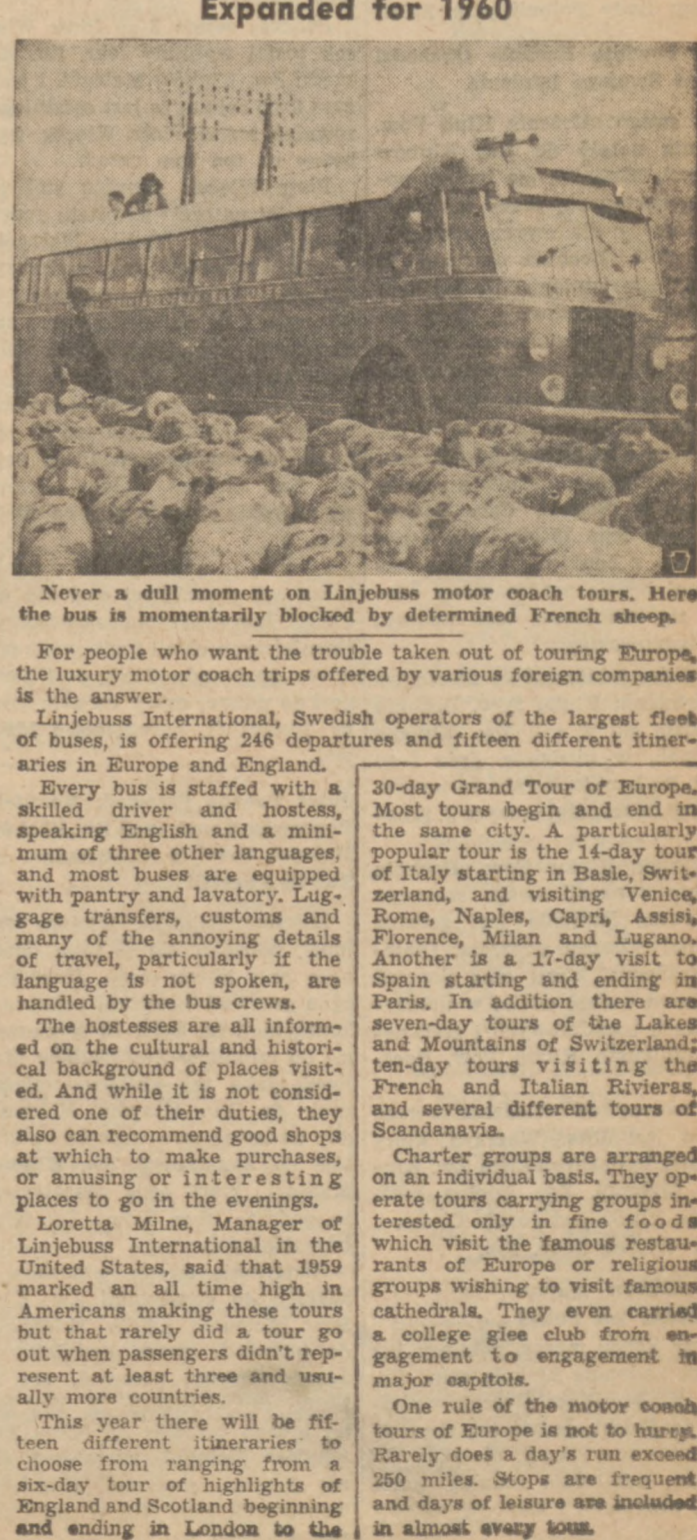 Expanded for 1960
Never a dull moment on Linjebuss motor coach tours. Here
the bus is momentarily blocked by determined French sheep.
For people who want the trouble taken out of touring Europe,
the luxury motor coach trips offered by various foreign companies
is the answer.
Linjebuss International, Swedish operators of the largest fleet
of buses, is offering 246 departures and fifteen different itiner-
aries in Europe and England.
Every bus is staffed with a
skilled driver and hostess,
speaking English and a mini-
mum of three other languages,
and most buses are equipped
with pantry and lavatory. Lug-
gage transfers, customs and
many of the annoying details
of travel, particularly if the
language is not spoken, are
handled by the bus crews.
The hostesses are all inform-
ed on the cultural and histori-
cal background of places visit-
ed. And while it is not consid-
ered one of their duties, they
also can recommend good shops
at which to make purchases,
or amusing or interesting
places to go in the evenings.
Loretta Milne, Manager of
Linjebuss International in the
United States, said that 1959
marked an all time high in
Americans making these tours
but that rarely did a tour go
out when passengers didn't rep-
resent at least three and usu-
ally more countries.
This year there will be fif-
teen different itineraries to
choose from ranging from a
six-day tour of highlights of
England and Scotland beginning
and ending in London to the
30-day Grand Tour of Europe.
Most tours begin and end in
the same city. A particularly
popular tour is the 14-day tour
of Italy starting in Basle, Swit-
zerland, and visiting Venice,
Rome, Naples, Capri, Assisi,
Florence, Milan and Lugano.
Another is a 17-day visit to
Spain starting and ending in
Paris. In addition there are
seven-day tours of the Lakes
and Mountains of Switzerland;
ten-day tours visiting the
French and Italian Rivieras,
and several different tours of
Scandanavia.
Charter groups are arranged
on an individual basis. They op-
erate tours carrying groups in-
terested only in fine foods
which visit the famous restau-
rants of Europe or religious
groups wishing to visit famous
cathedrals. They even carried
a college glee club from en-
gagement to engagement in
major capitols.
One rule of the motor coach
tours of Europe is not to hurry.
Rarely does a day's run exceed
250 miles. Stops are frequent
and days of leisure are included
in almost every tour.